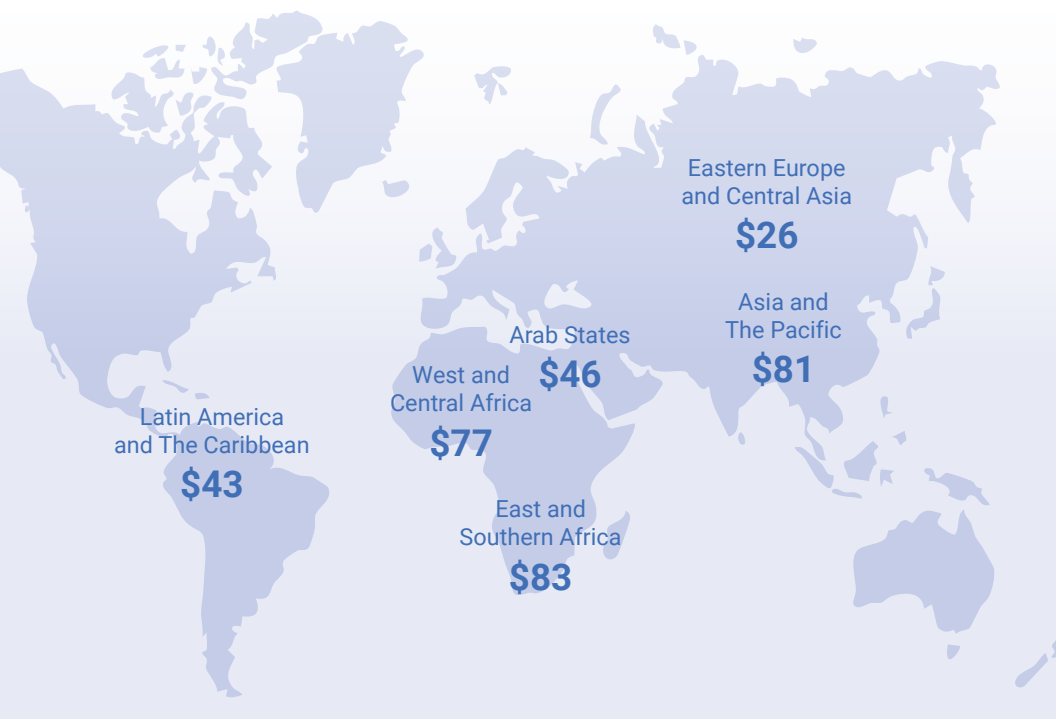 Eastern Europe
and Central Asia
$26
Asia and
The Pacific
$81
Arab States
$46
West and
Central Africa
$77
Latin America
and The Caribbean
$43
East and
Southern Africa
$83